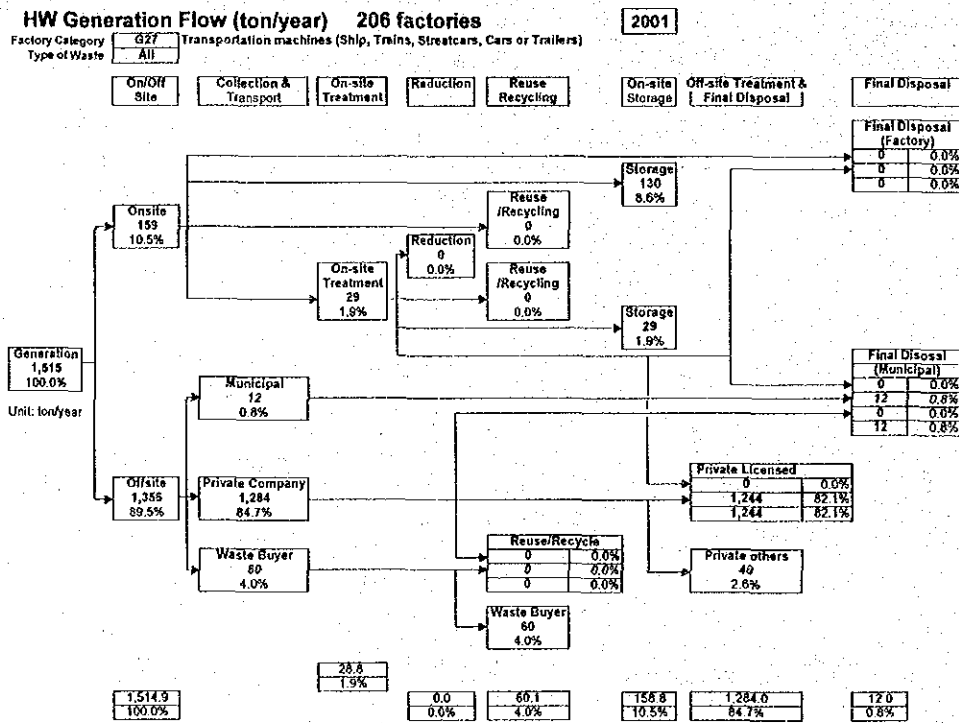 HW Generation Flow (ton/year) 206 factories 2001
Factory Category G27 Transportation machines (Ship, Trains, Streetcars, Cars or Trailers)
Type of Waste All
On/Off Site
Collection & Transport
On-site Treatment
Reduction
Reuse Recycling
On-site Storage
Off-site Treatment & Final Disposal
Final Disposal
Final Disposal
(Factory)
0 0.0%
0 0.0%
0 0.0%
Storage
130
8.6%
Onsite
159
10.5%
Reuse
/Recycling
0
0.0%
Reduction
0
0.0%
On-site
Treatment
29
1.9%
Reuse
/Recycling
0
0.0%
Storage
29
1.9%
Generation
1,515
100.0%
Unit: ton/year
Municipal
12
0.8%
Final Disosal
(Municipal)
0 0.0%
12 0.8%
0 0.0%
12 0.8%
Offsite
1,356
89.5%
Private Company
1,284
84.7%
Private Licensed
0 0.0%
1,244 82.1%
1,244 82.1%
Waste Buyer
60
4.0%
Reuse/Recycle
0 0.0%
0 0.0%
0 0.0%
Private others
40
2.6%
Waste Buyer
60
4.0%
28.8
1.9%
1,514.9 0.0 60.1 158.8 1,284.0 12.0
100.0% 0.0% 4.0% 10.5% 84.7% 0.8%